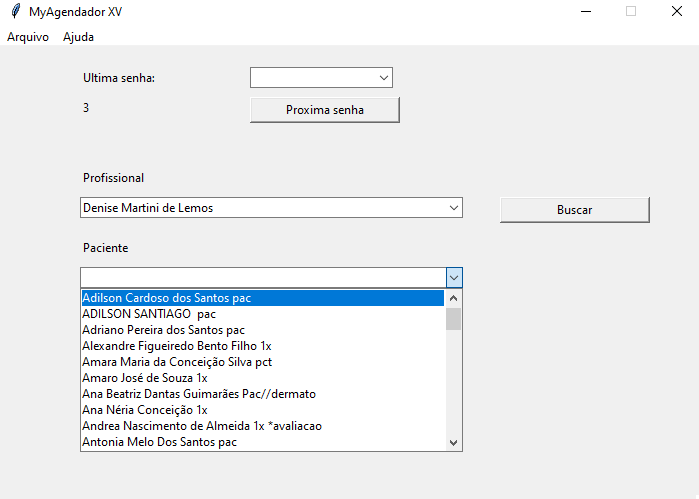 MyAgendador XV
Arquivo Ajuda
Ultima senha:
3
Proxima senha
Profissional
Denise Martini de Lemos
Buscar
Paciente
Adilson Cardoso dos Santos pac
ADILSON SANTIAGO  pac
Adriano Pereira dos Santos pac
Alexandre Figueiredo Bento Filho 1x
Amara Maria da Conceição Silva pct
Amaro José de Souza 1x
Ana Beatriz Dantas Guimarães Pac//dermato
Ana Néria Conceição 1x
Andrea Nascimento de Almeida 1x *avaliacao
Antonia Melo Dos Santos pac